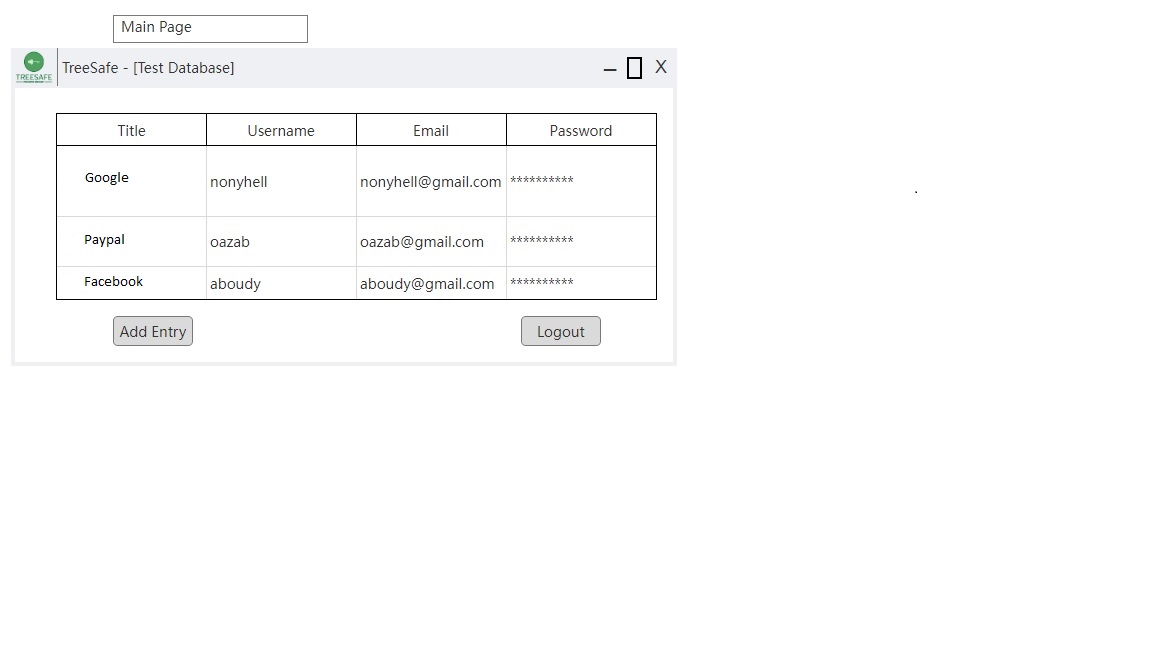 Main Page
TREESAFE
TreeSafe - [Test Database]
X
Title Username Email Password
Google nonyhell nonyhell@gmail.com **********
Paypal oazab oazab@gmail.com **********
Facebook aboudy aboudy@gmail.com **********
Add Entry Logout
.